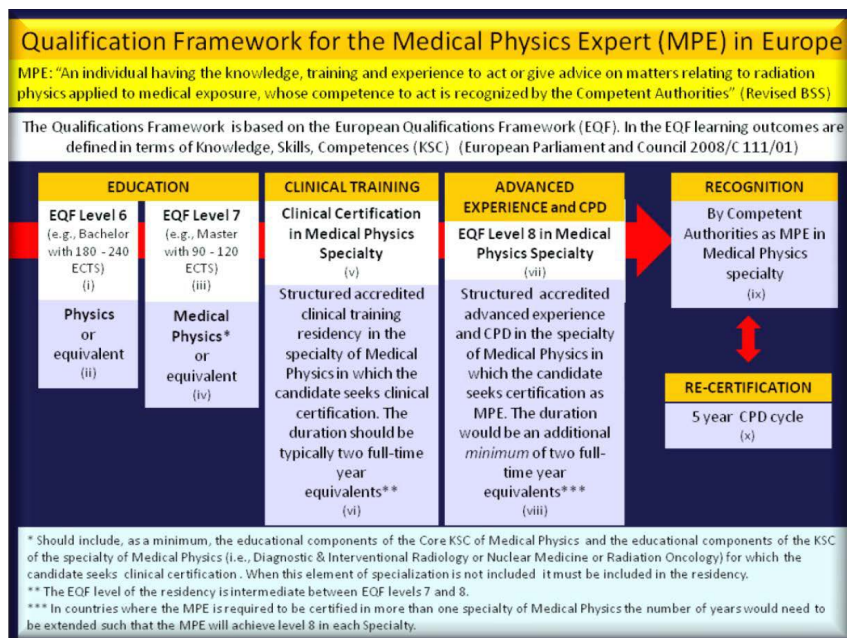 Qualification Framework for the Medical Physics Expert (MPE) in Europe
MPE: “An individual having the knowledge, training and experience to act or give advice on matters relating to radiation
physics applied to medical exposure, whose competence to act is recognized by the Competent Authorities” (Revised BSS)
The Qualifications Framework is based on the European Qualifications Framework (EQF). In the EQF learning outcomes are
defined in terms of Knowledge, Skills, Competences (KSC) (European Parliament and Council 2008/C 111/01)
EDUCATION
EQF Level 6
(e.g., Bachelor
with 180 - 240
ECTS)
(i)
Physics
or
equivalent
(ii)
EQF Level 7
(e.g., Master
with 90 - 120
ECTS)
(iii)
Medical
Physics*
or
equivalent
(iv)
CLINICAL TRAINING
Clinical Certification
in Medical Physics
Specialty
(v)
Structured accredited
clinical training
residency in the
specialty of Medical
Physics in which the
candidate seeks clinical
certification. The
duration should be
typically two full-time
year
equivalents**
(vi)
ADVANCED
EXPERIENCE and CPD
EQF Level 8 in Medical
Physics Specialty
(vii)
Structured accredited
advanced experience
and CPD in the specialty
of Medical Physics in
which the candidate
seeks certification as
MPE. The duration
would be an additional
minimum of two full-
time year
equivalents***
(viii)
RECOGNITION
By Competent
Authorities as MPE in
Medical Physics
specialty
(ix)
RE-CERTIFICATION
5 year CPD cycle
(x)
* Should include, as a minimum, the educational components of the Core KSC of Medical Physics and the educational components of the KSC
of the specialty of Medical Physics (i.e., Diagnostic & Interventional Radiology or Nuclear Medicine or Radiation Oncology) for which the
candidate seeks clinical certification. When this element of specialization is not included it must be included in the residency.
** The EQF level of the residency is intermediate between EQF levels 7 and 8.
*** In countries where the MPE is required to be certified in more than one specialty of Medical Physics the number of years would need to
be extended such that the MPE will achieve level 8 in each Specialty.